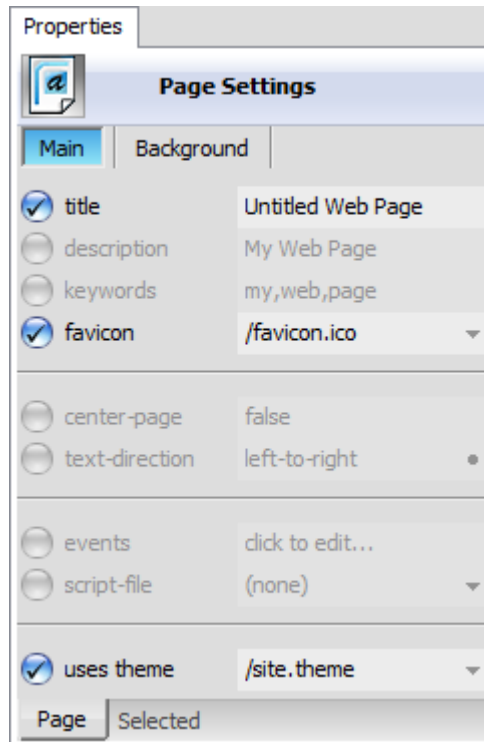 Properties
a
Page Settings
Main Background
title Untitled Web Page
description My Web Page
keywords my,web,page
favicon /favicon.ico
center-page false
text-direction left-to-right
events click to edit...
script-file (none)
uses theme /site.theme
Page Selected